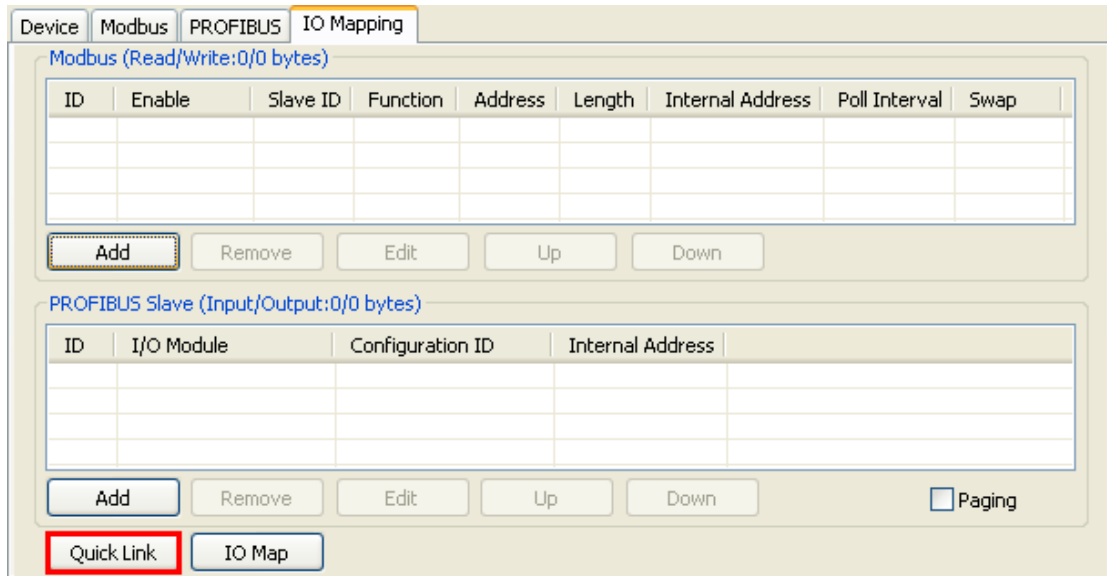 Device Modbus PROFIBUS IO Mapping
Modbus (Read/Write:0/0 bytes)
ID Enable Slave ID Function Address Length Internal Address Poll Interval Swap
Add Remove Edit Up Down
PROFIBUS Slave (Input/Output:0/0 bytes)
ID I/O Module Configuration ID Internal Address
Add Remove Edit Up Down Paging
Quick Link IO Map